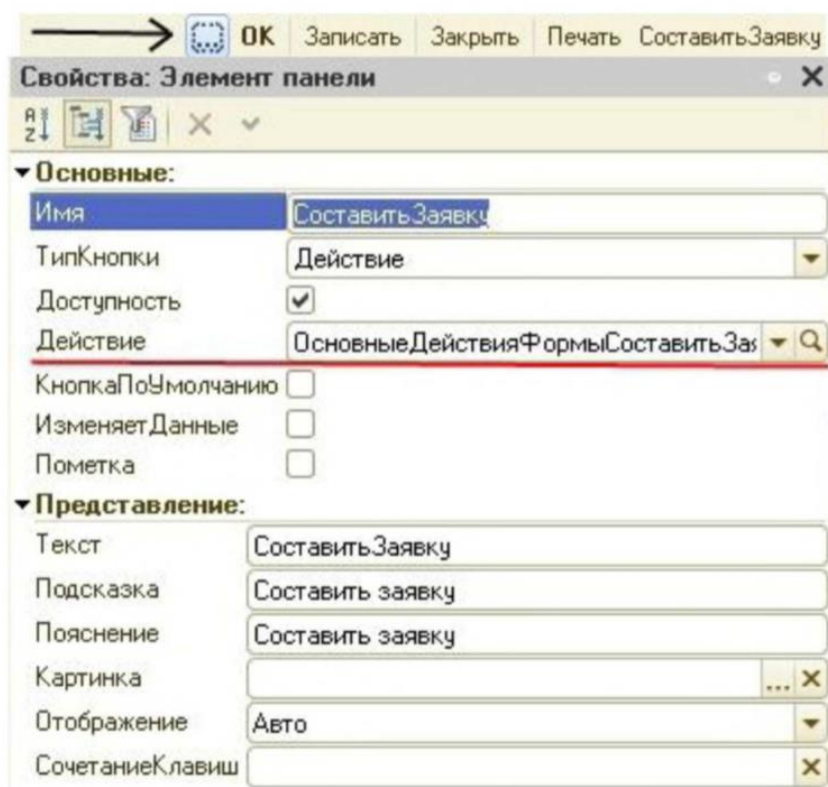 OK Записать Закрыть Печать СоставитьЗаявку
Свойства: Элемент панели
Основные:
Имя СоставитьЗаявку
ТипКнопки Действие
Доступность
Действие ОсновныеДействияФормыСоставитьЗая
КнопкаПоУмолчанию
ИзменяетДанные
Пометка
Представление:
Текст СоставитьЗаявку
Подсказка Составить заявку
Пояснение Составить заявку
Картинка ...
Отображение Авто
СочетаниеКлавиш